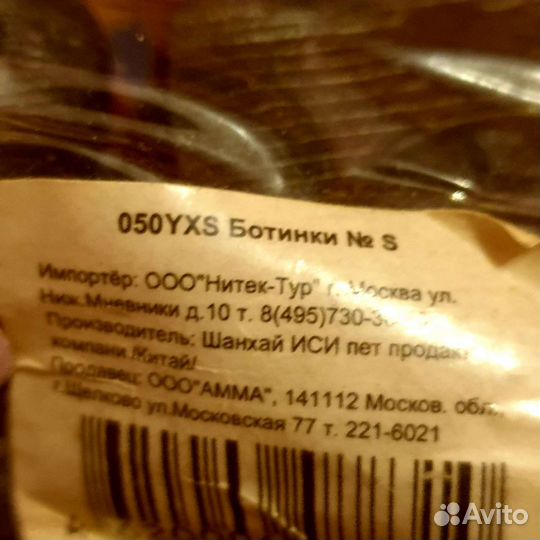 050YXS Ботинки № S
Импортёр: ООО"Нитек-Тур" г. Москва ул.
Ниж.Мневники д.10 т. 8(495)730-3
Производитель: Шанхай ИСИ пет
компани /Китай/
Продавец: ООО"АММА", 141112 Москов. обл.,
г.Щелково ул.Московская 77 т. 221-6021
Avito